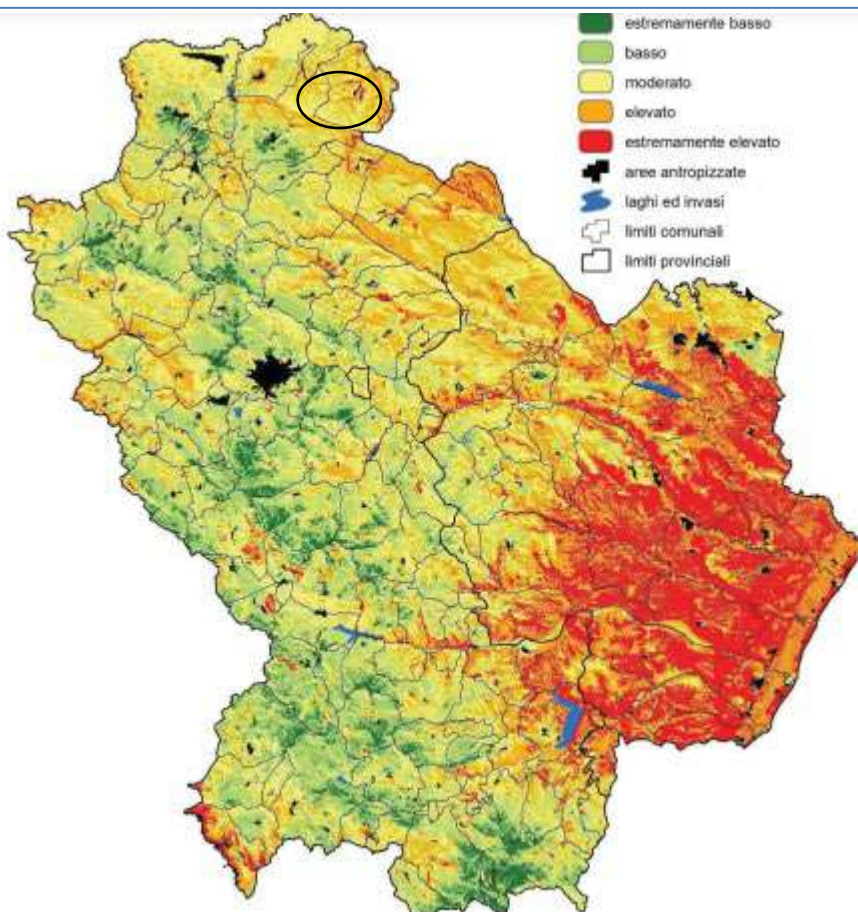 estremamente basso
basso
moderato
elevato
estremamente elevato
aree antropizzate
laghi ed invasi
limiti comunali
limiti provinciali